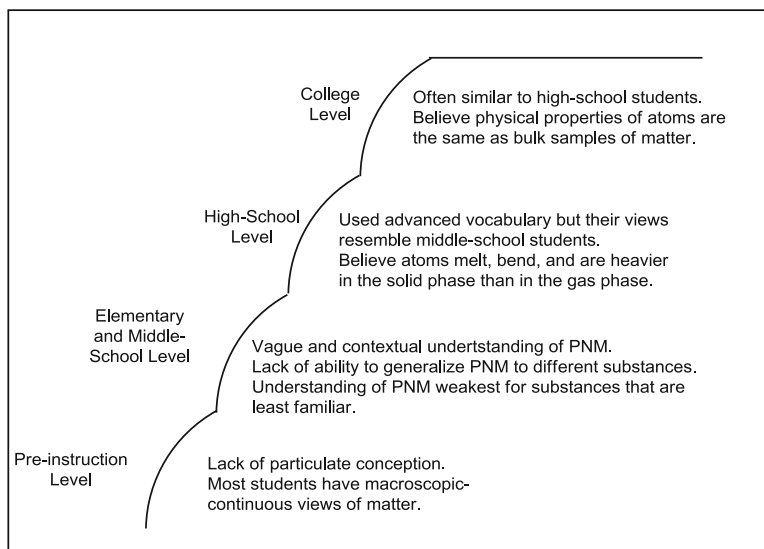 College
Level
Often similar to high-school students.
Believe physical properties of atoms are
the same as bulk samples of matter.
High-School
Level
Used advanced vocabulary but their views
resemble middle-school students.
Believe atoms melt, bend, and are heavier
in the solid phase than in the gas phase.
Elementary
and Middle-
School Level
Vague and contextual undertstanding of PNM.
Lack of ability to generalize PNM to different substances.
Understanding of PNM weakest for substances that are
least familiar.
Pre-instruction
Level
Lack of particulate conception.
Most students have macroscopic-
continuous views of matter.